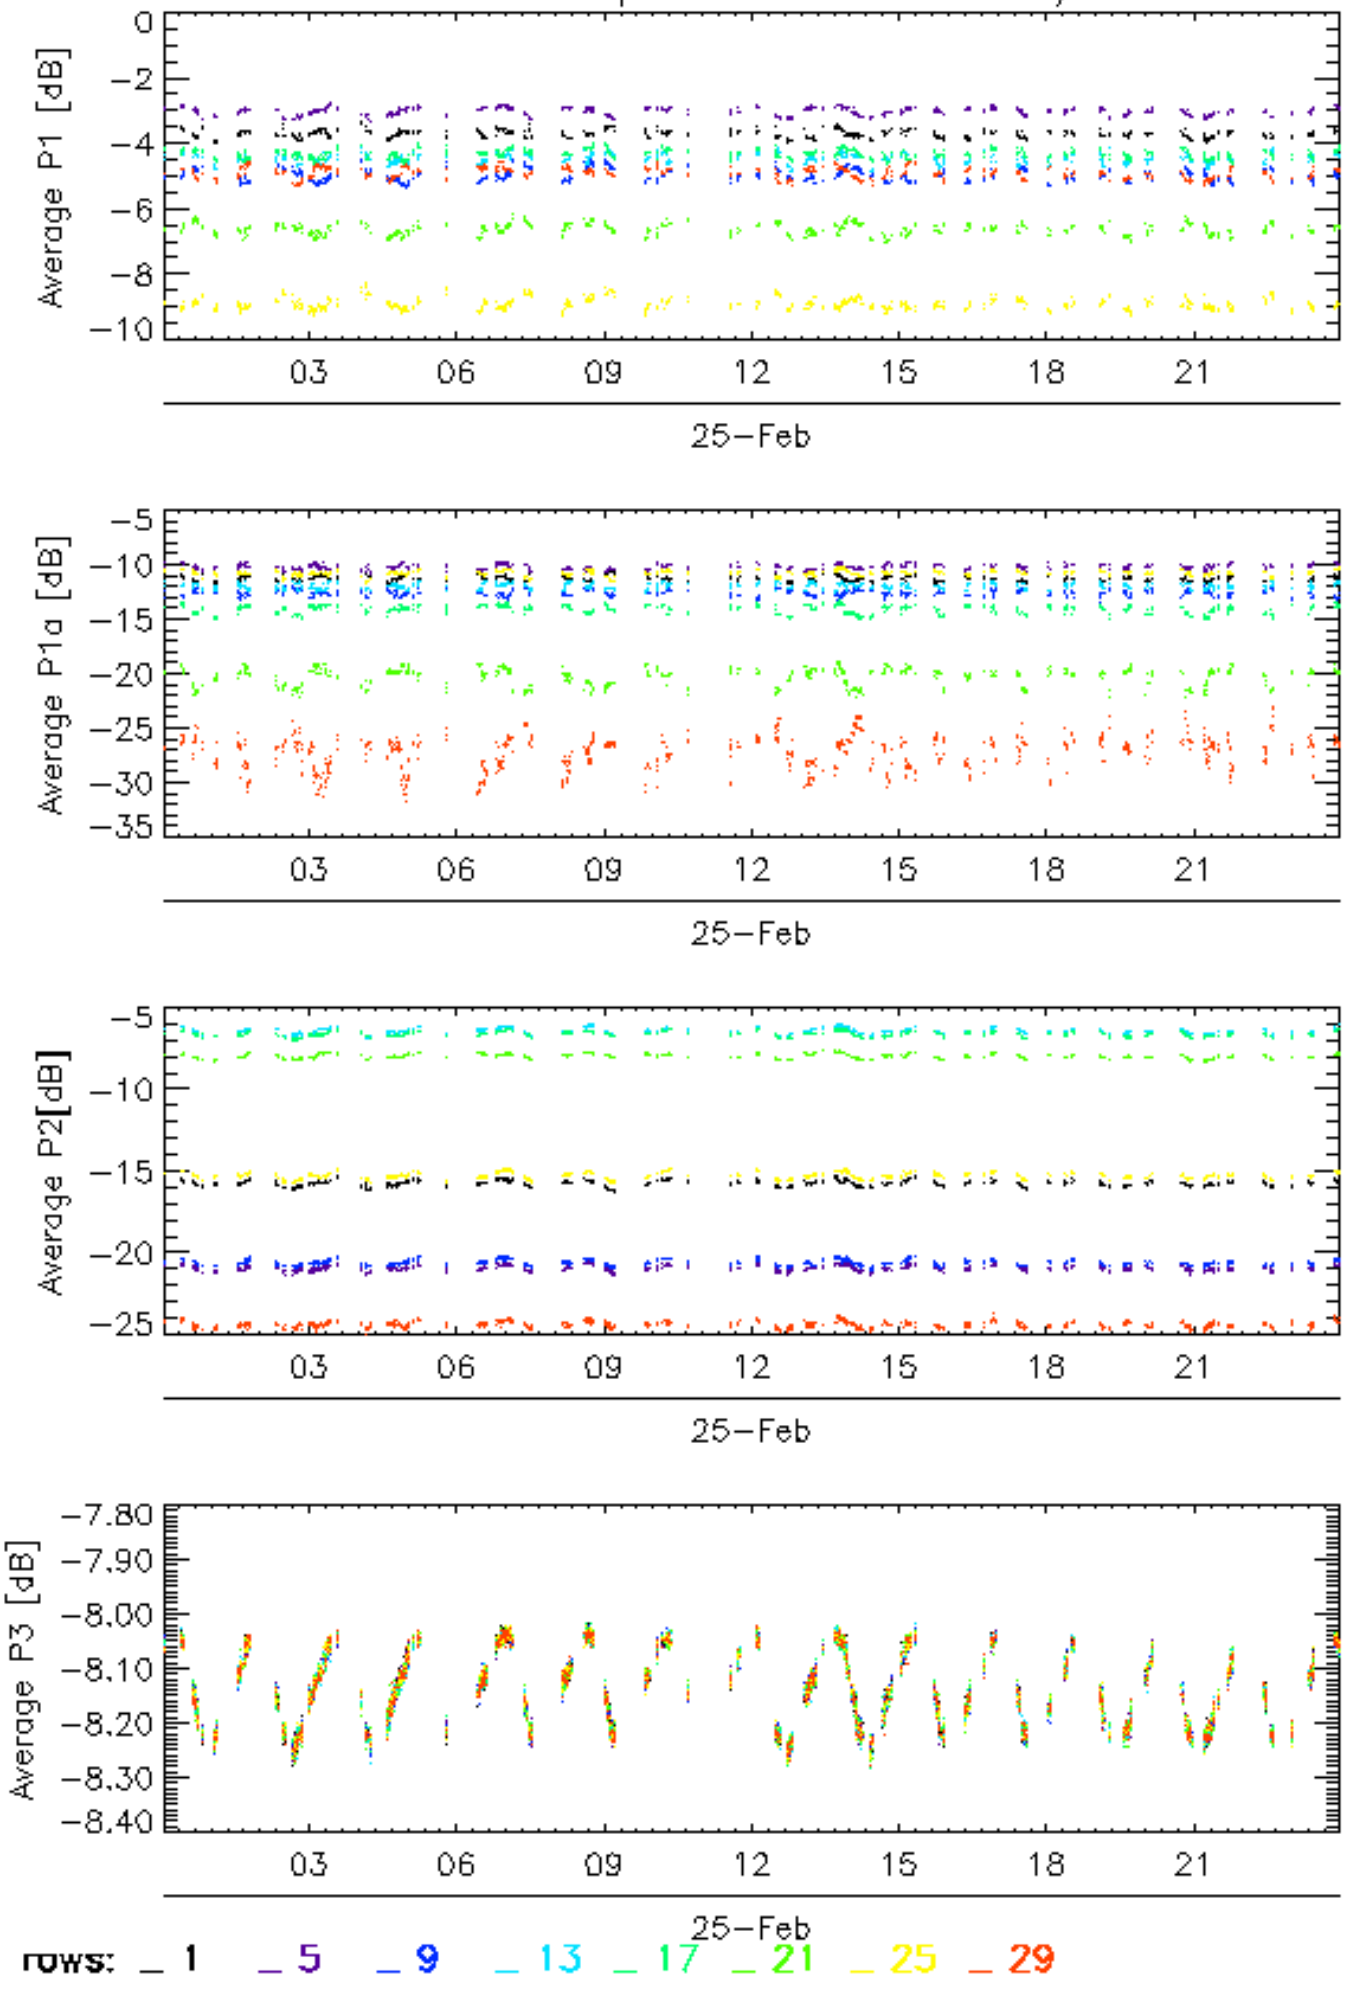 0
-2
-4
-6
-8
-10
Average P1 [dB]
03 06 09 12 15 18 21
25-Feb
-5
-10
-15
-20
-25
-30
-35
Average P1a [dB]
03 06 09 12 15 18 21
25-Feb
-5
-10
-15
-20
-25
Average P2[dB]
03 06 09 12 15 18 21
25-Feb
-7.80
-7.90
-8.00
-8.10
-8.20
-8.30
-8.40
Average P3 [dB]
03 06 09 12 15 18 21
25-Feb
rows: _ 1 _ 5 _ 9 _ 13 _ 17 _ 21 _ 25 _ 29